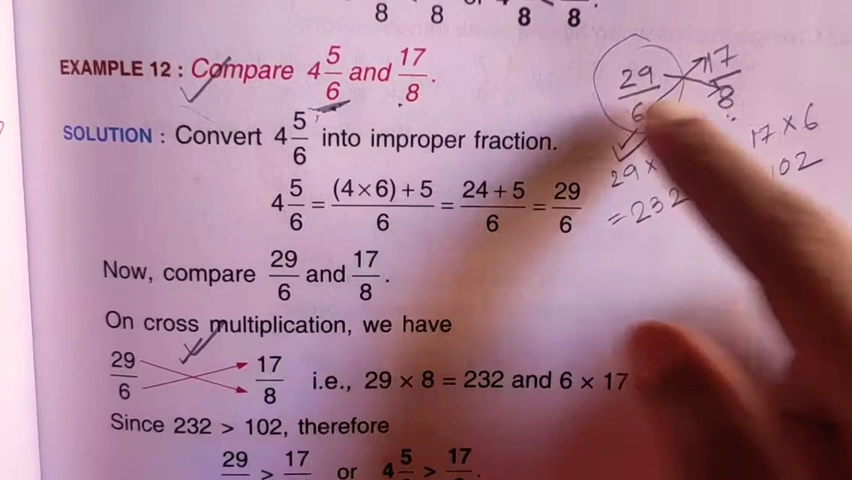 8 8 or 8 < 8.
EXAMPLE 12 : Compare 4 5/6 and 17/8.
SOLUTION : Convert 4 5/6 into improper fraction.
4 5/6 = (4×6)+5/6 = 24+5/6 = 29/6
Now, compare 29/6 and 17/8.
On cross multiplication, we have
29/6 17/8 i.e., 29 × 8 = 232 and 6 × 17
Since 232 > 102, therefore
29 > 17 or 4 5 > 17.
29/6 17/8
29 × 17 × 6
= 232 102